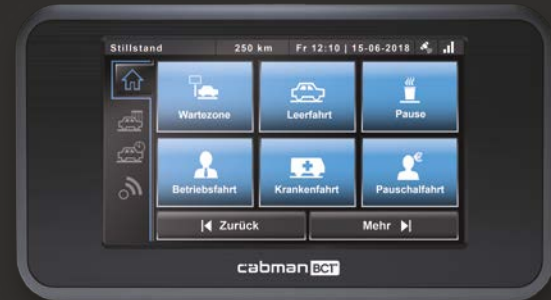 Stillstand 250 km Fr 12:10 | 15-06-2018
Wartezone Leerfahrt Pause
Betriebsfahrt Krankenfahrt Pauschalfahrt
Zurück Mehr
cabman BCT